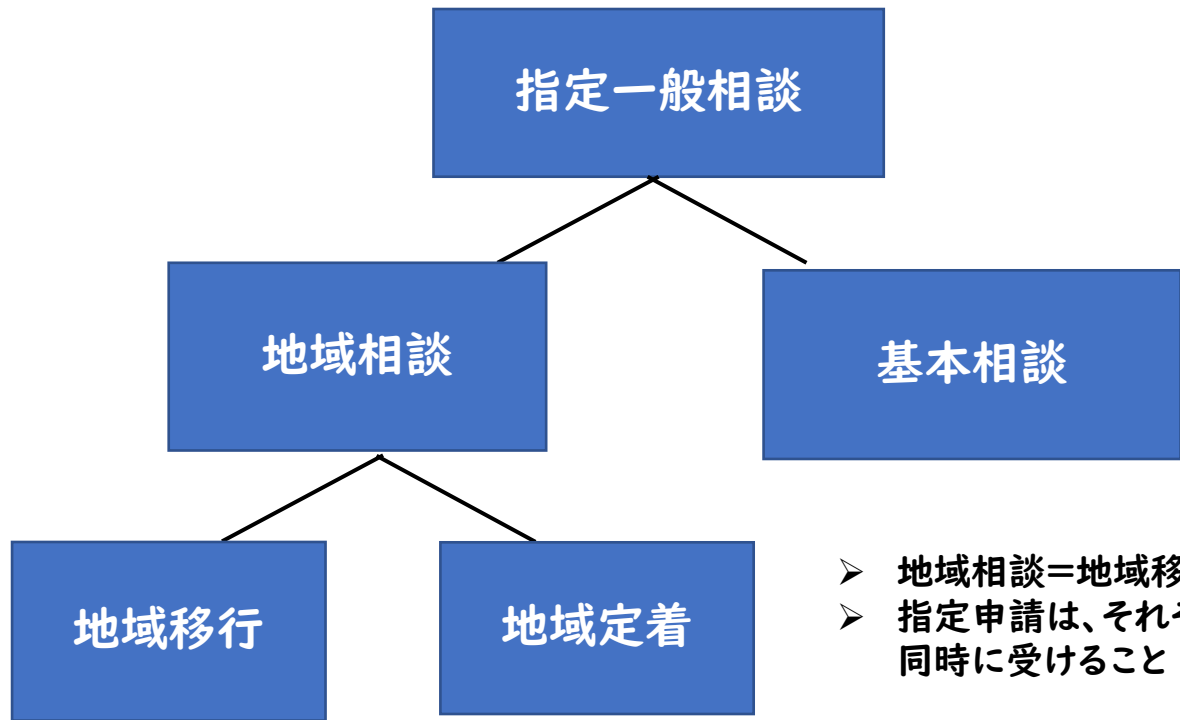 指定一般相談
地域相談
基本相談
地域移行
地域定着
➢ 地域相談＝地域移
➢ 指定申請は、それぞ
同時に受けること